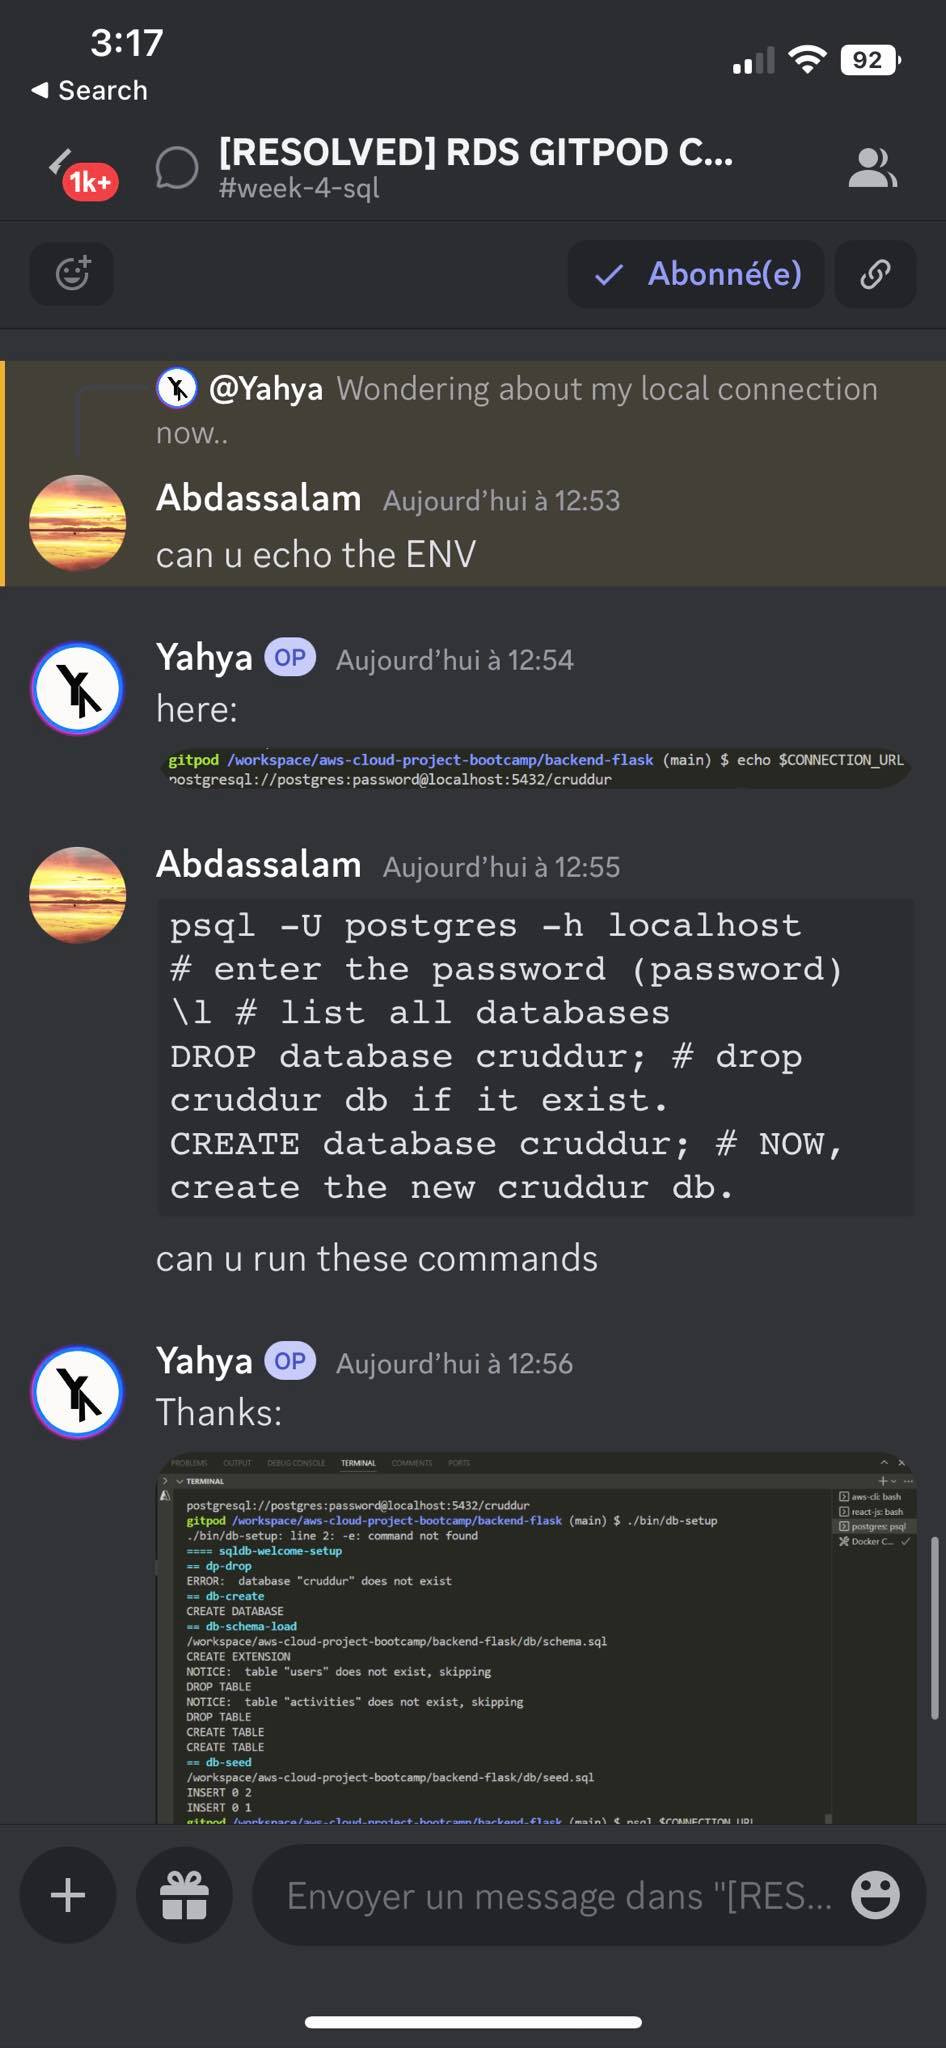 3:17
92
◀ Search
1k+
[RESOLVED] RDS GITPOD C...
#week-4-sql
Abonné(e)
@Yahya Wondering about my local connection
now..
Abdassalam Aujourd'hui à 12:53
can u echo the ENV
Yahya OP Aujourd'hui à 12:54
here:
gitpod /workspace/aws-cloud-project-bootcamp/backend-flask (main) $ echo $CONNECTION_URL
postgresql://postgres:password@localhost:5432/cruddur
Abdassalam Aujourd'hui à 12:55
psql -U postgres -h localhost
# enter the password (password)
\l # list all databases
DROP database cruddur; # drop
cruddur db if it exist.
CREATE database cruddur; # NOW,
create the new cruddur db.
can u run these commands
Yahya OP Aujourd'hui à 12:56
Thanks:
PROBLEMS OUTPUT DEBUG CONSOLE TERMINAL COMMENTS PORTS
TERMINAL
postgresql://postgres:password@localhost:5432/cruddur
gitpod /workspace/aws-cloud-project-bootcamp/backend-flask (main) $ ./bin/db-setup
./bin/db-setup: line 2: -e: command not found
==== sqldb-welcome-setup
== dp-drop
ERROR:  database "cruddur" does not exist
== db-create
CREATE DATABASE
== db-schema-load
/workspace/aws-cloud-project-bootcamp/backend-flask/db/schema.sql
CREATE EXTENSION
NOTICE:  table "users" does not exist, skipping
DROP TABLE
NOTICE:  table "activities" does not exist, skipping
DROP TABLE
CREATE TABLE
CREATE TABLE
== db-seed
/workspace/aws-cloud-project-bootcamp/backend-flask/db/seed.sql
INSERT 0 2
INSERT 0 1
gitpod /workspace/aws-cloud-project-bootcamp/backend-flask (main) $ psql $CONNECTION_URL
aws-cli: bash
react-js: bash
postgres: psql
Docker C...
Envoyer un message dans "[RES...